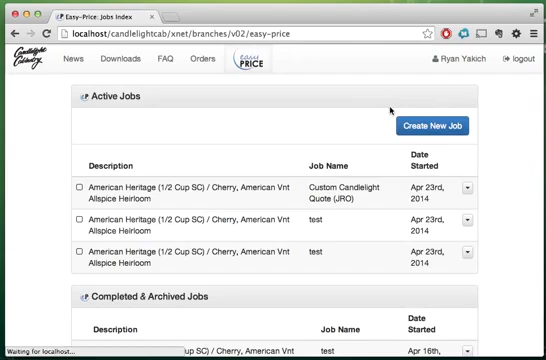 Easy-Price: Jobs Index
localhost/candlelightcab/xnet/branches/v02/easy-price
Candlelight
Cabinetry
News Downloads FAQ Orders easy PRICE Ryan Yakich logout
Active Jobs
Create New Job
Description Job Name Date Started
American Heritage (1/2 Cup SC) / Cherry, American Vnt Custom Candlelight Apr 23rd,
Allspice Heirloom Quote (JRO) 2014
American Heritage (1/2 Cup SC) / Cherry, American Vnt test Apr 23rd,
Allspice Heirloom 2014
American Heritage (1/2 Cup SC) / Cherry, American Vnt test Apr 23rd,
Allspice Heirloom 2014
Completed & Archived Jobs
Description Job Name Date Started
(1/2 Cup SC) / Cherry, American Vnt test Apr 16th,
Waiting for localhost...